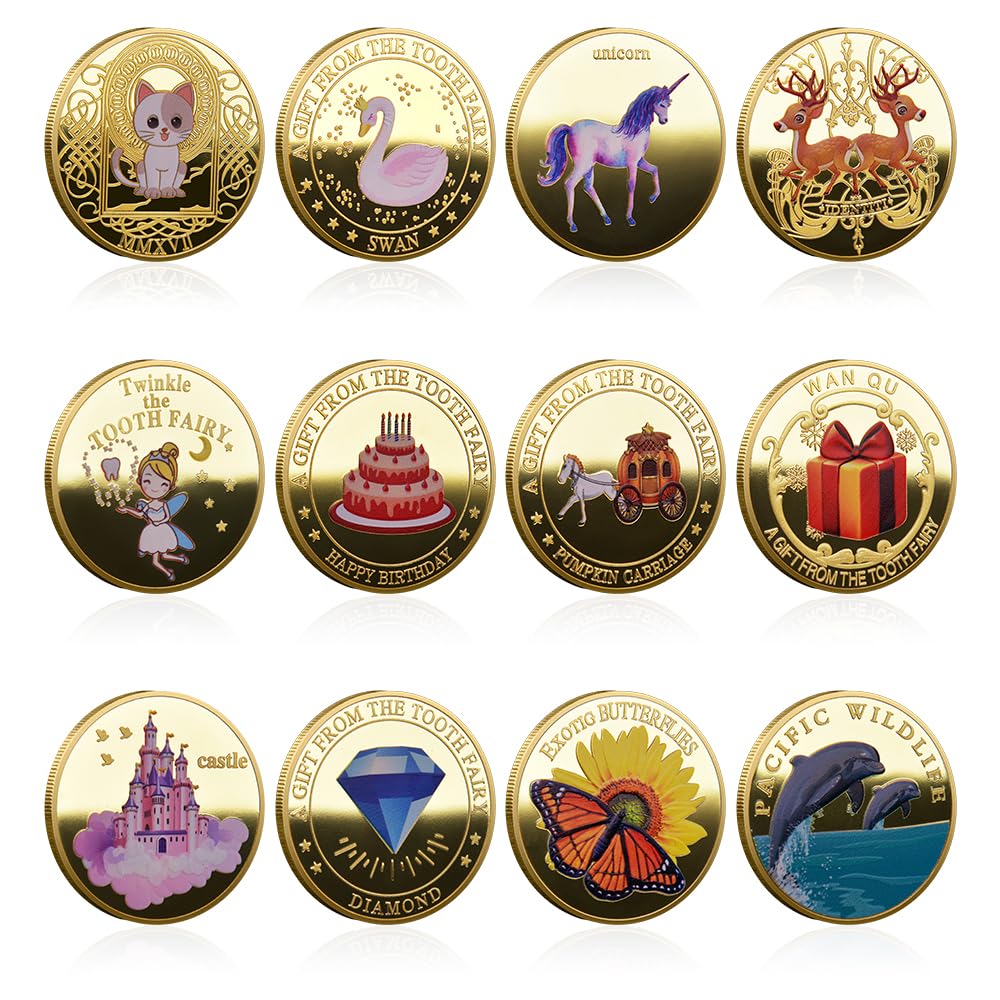 MMXVII
A GIFT FROM THE TOOTH FAIRY
SWAN
unicorn
IDENTITI
Twinkle
the
TOOTH FAIRY
A GIFT FROM THE TOOTH FAIRY
HAPPY BIRTHDAY
A GIFT FROM THE TOOTH FAIRY
PUMPKIN CARRIAGE
WAN QU
A GIFT FROM THE TOOTH FAIRY
castle
A GIFT FROM THE TOOTH FAIRY
DIAMOND
EXOTIG BUTTERFLIES
PACIFIC WILDLIFE